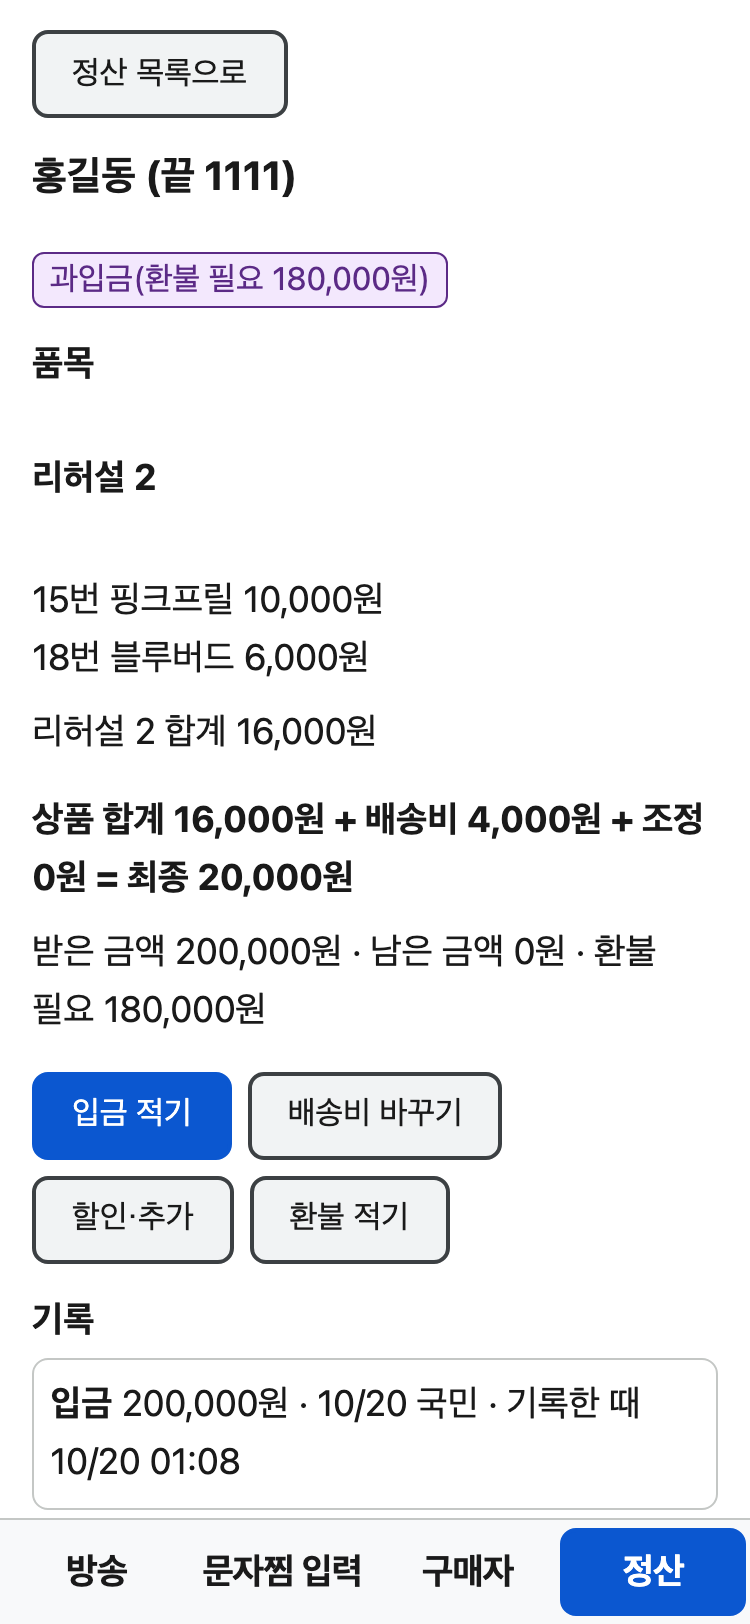 정산 목록으로
홍길동 (끝 1111)
과입금(환불 필요 180,000원)
품목
리허설 2
15번 핑크프릴 10,000원
18번 블루버드 6,000원
리허설 2 합계 16,000원
상품 합계 16,000원 + 배송비 4,000원 + 조정
0원 = 최종 20,000원
받은 금액 200,000원 · 남은 금액 0원 · 환불
필요 180,000원
입금 적기
배송비 바꾸기
할인·추가
환불 적기
기록
입금 200,000원 · 10/20 국민 · 기록한 때
10/20 01:08
방송
문자찜 입력
구매자
정산